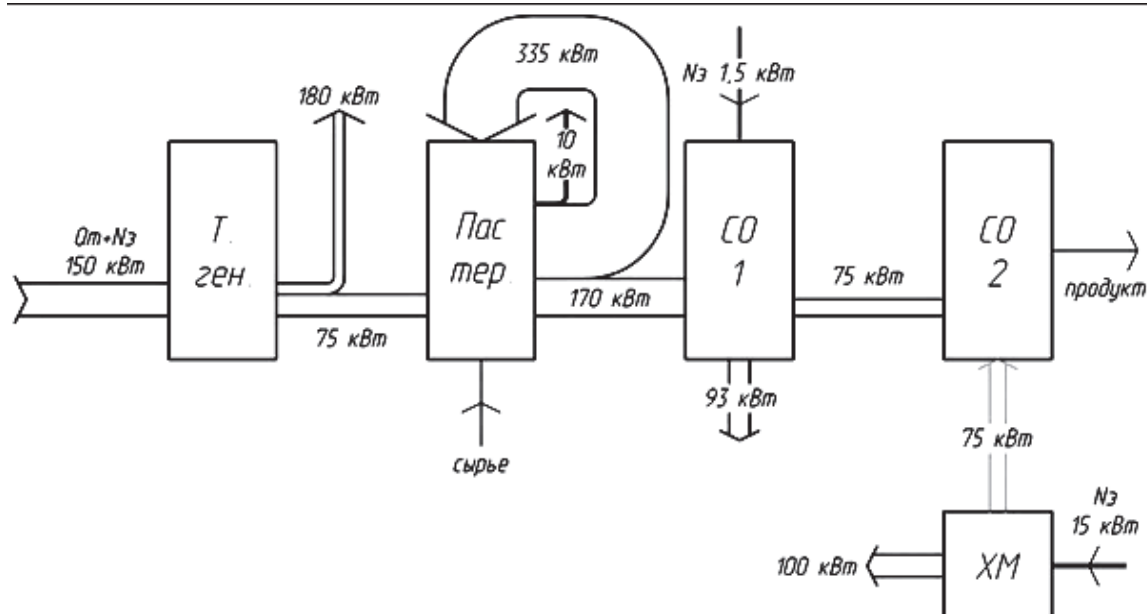 335 кВт
Nэ 1,5 кВт
180 кВт
10
кВт
Т.
ген.
Пас
тер.
СО
1
СО
2
Qт+Nэ
150 кВт
75 кВт
170 кВт
75 кВт
продукт
93 кВт
сырье
75 кВт
Nэ
15 кВт
100 кВт
ХМ